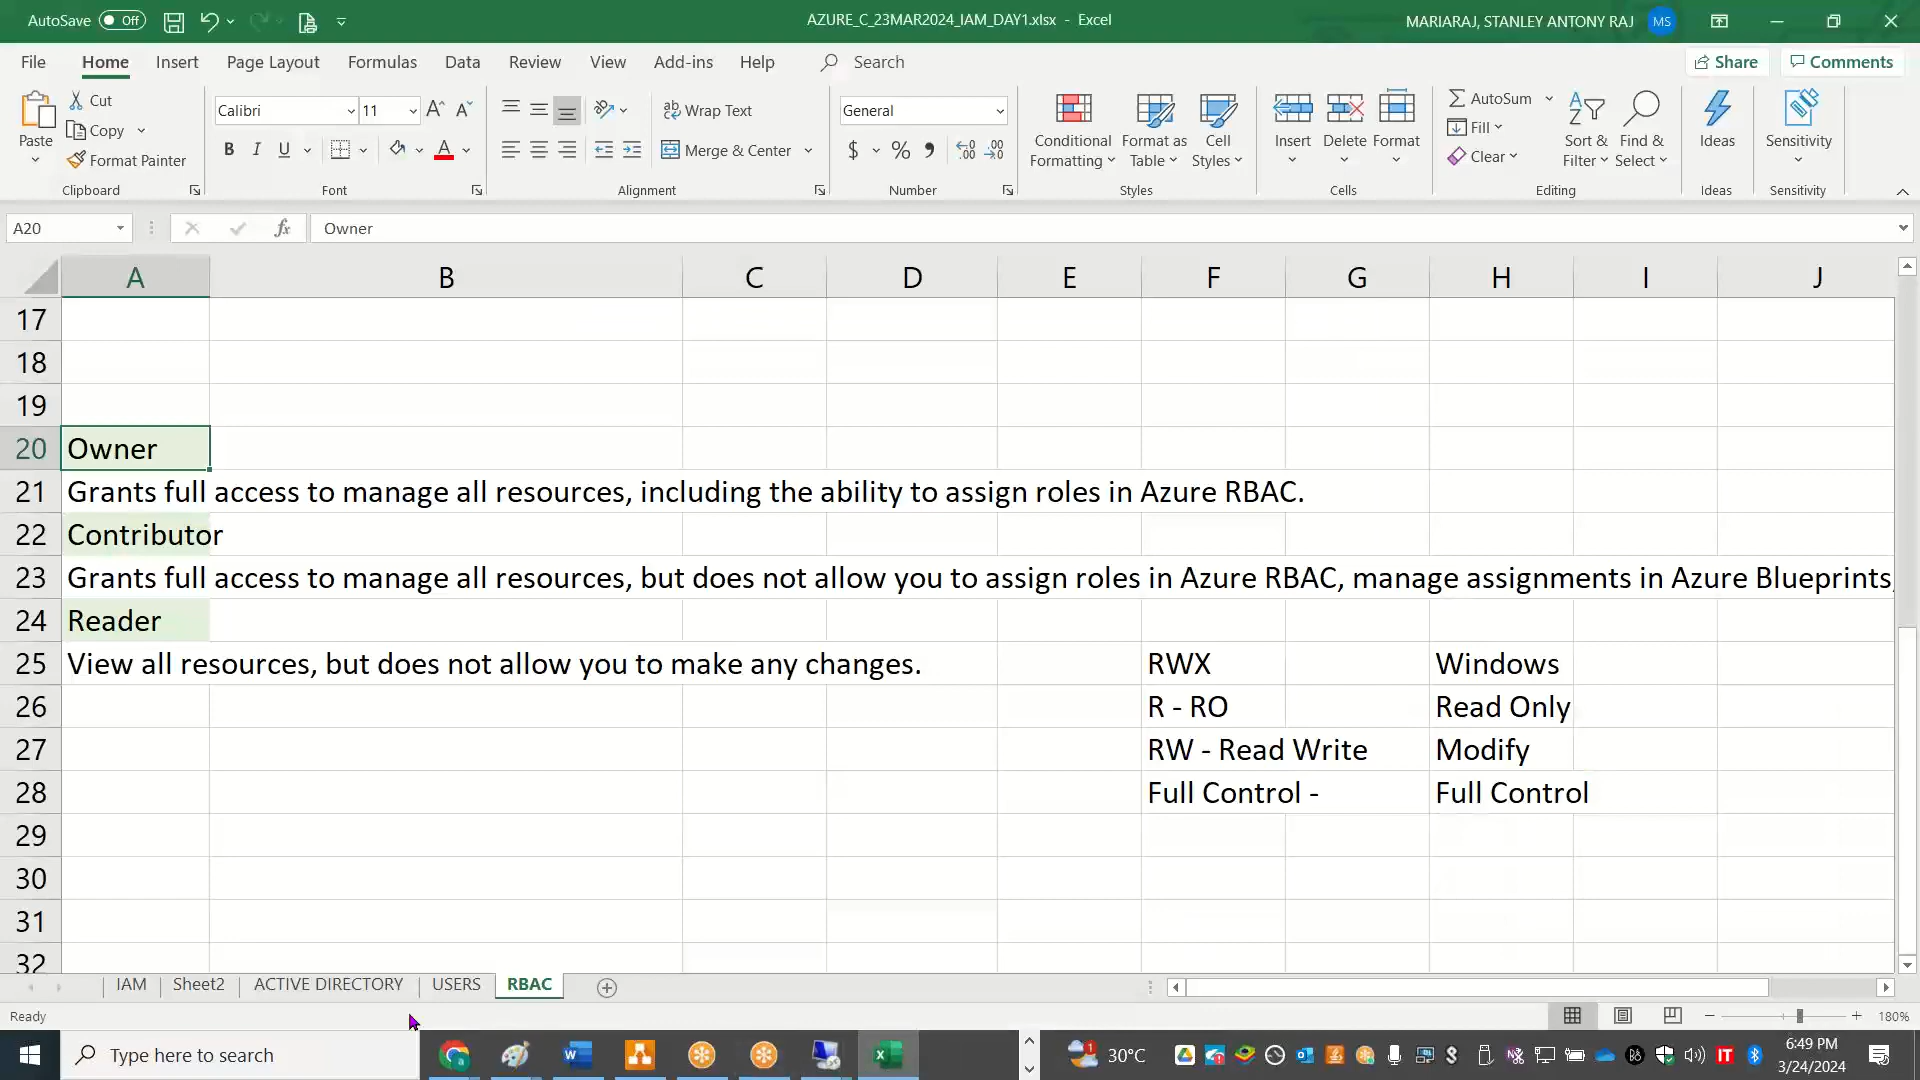 AutoSave Off
AZURE_C_23MAR2024_IAM_DAY1.xlsx - Excel
MARIARAJ, STANLEY ANTONY RAJ MS
File Home Insert Page Layout Formulas Data Review View Add-ins Help Search
Share Comments
Paste
Cut
Copy
Format Painter
Clipboard
Calibri 11
B I U A
Font
Wrap Text
Merge & Center
Alignment
General
$ %
Number
Conditional Formatting
Format as Table
Cell Styles
Styles
Insert Delete Format
Cells
AutoSum
Fill
Clear
Sort & Filter
Find & Select
Editing
Ideas
Ideas
Sensitivity
Sensitivity
A20 fx Owner
A B C D E F G H I J
17
18
19
20 Owner
21 Grants full access to manage all resources, including the ability to assign roles in Azure RBAC.
22 Contributor
23 Grants full access to manage all resources, but does not allow you to assign roles in Azure RBAC, manage assignments in Azure Blueprints,
24 Reader
25 View all resources, but does not allow you to make any changes. RWX Windows
26 R - RO Read Only
27 RW - Read Write Modify
28 Full Control - Full Control
29
30
31
32
IAM Sheet2 ACTIVE DIRECTORY USERS RBAC
Ready
180%
Type here to search
30°C
IT
6:49 PM
3/24/2024